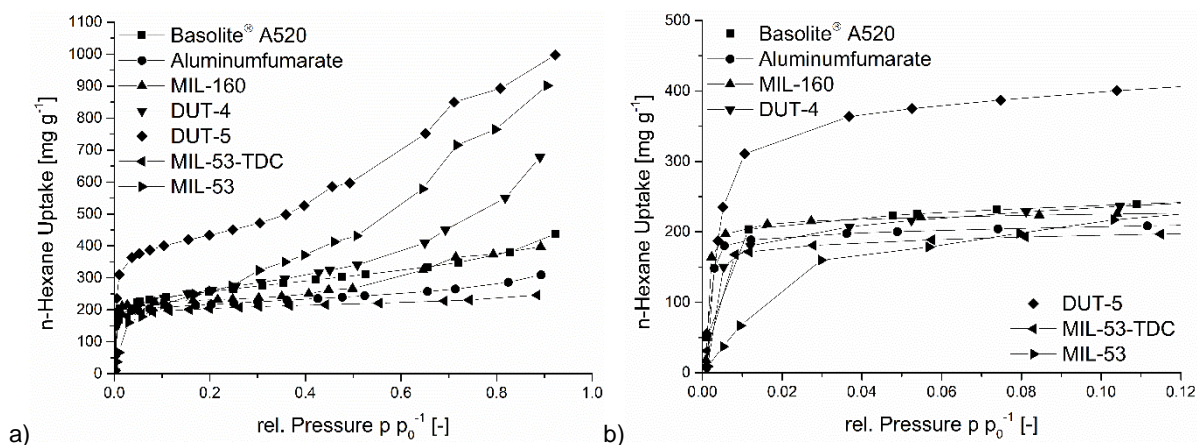 1100
1000
900
800
700
600
500
400
300
200
100
0
n-Hexane Uptake [mg g⁻¹]
Basolite® A520
Aluminumfumarate
MIL-160
DUT-4
DUT-5
MIL-53-TDC
MIL-53
0.0 0.2 0.4 0.6 0.8 1.0
rel. Pressure p p₀⁻¹ [-]
a)
500
400
300
200
100
0
n-Hexane Uptake [mg g⁻¹]
Basolite® A520
Aluminumfumarate
MIL-160
DUT-4
DUT-5
MIL-53-TDC
MIL-53
0.00 0.02 0.04 0.06 0.08 0.10 0.12
rel. Pressure p p₀⁻¹ [-]
b)